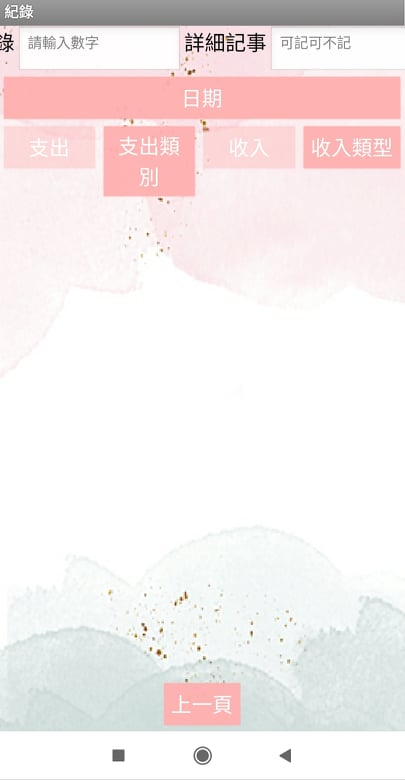 紀錄
錄 請輸入數字 詳細記事 可記可不記
日期
支出 支出類 收入 收入類型
別
上一頁